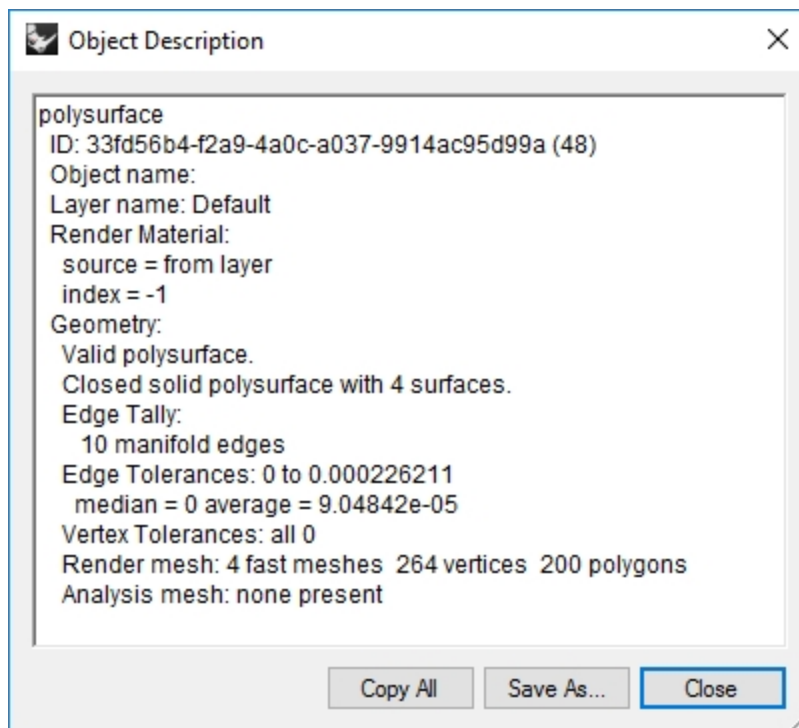 Object Description
polysurface
ID: 33fd56b4-f2a9-4a0c-a037-9914ac95d99a (48)
Object name:
Layer name: Default
Render Material:
source = from layer
index = -1
Geometry:
Valid polysurface.
Closed solid polysurface with 4 surfaces.
Edge Tally:
10 manifold edges
Edge Tolerances: 0 to 0.000226211
median = 0 average = 9.04842e-05
Vertex Tolerances: all 0
Render mesh: 4 fast meshes  264 vertices  200 polygons
Analysis mesh: none present
Copy All Save As... Close